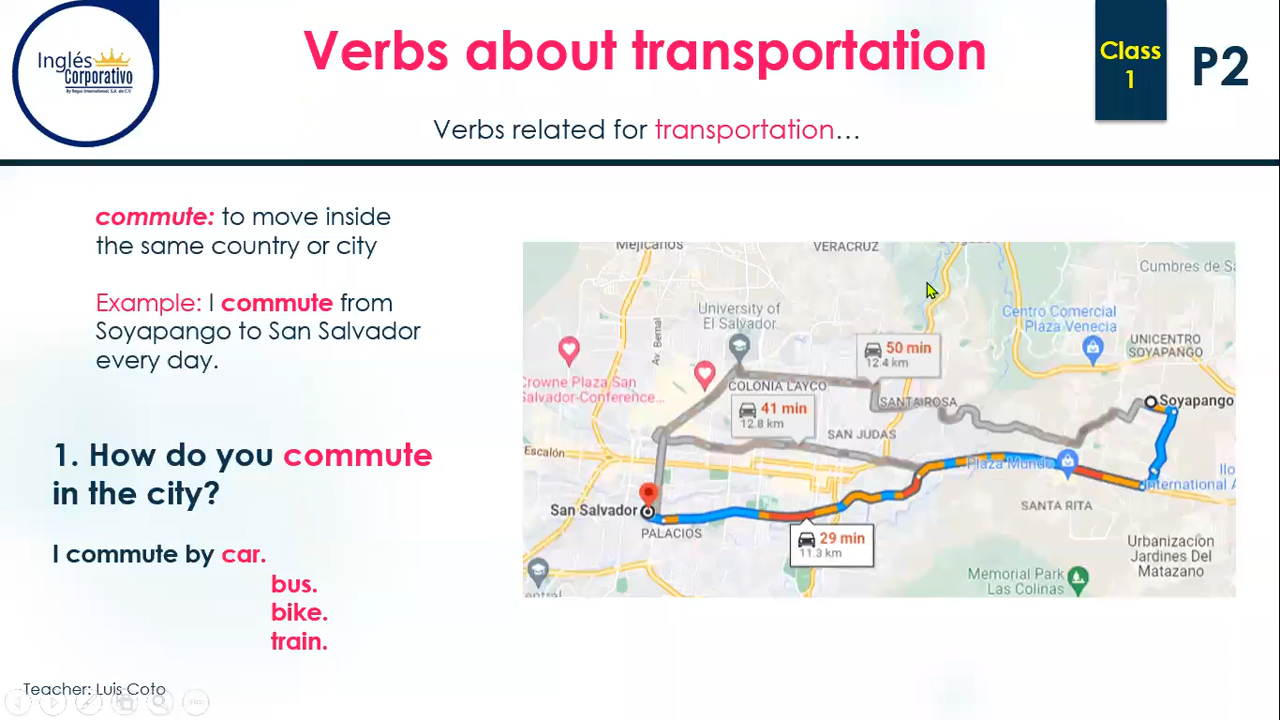 Inglés
Corporativo
By Regal International, S.A. de C.V.
Verbs about transportation
Class
1
P2
Verbs related for transportation…
commute: to move inside
the same country or city
Example: I commute from
Soyapango to San Salvador
every day.
1. How do you commute
in the city?
I commute by car.
bus.
bike.
train.
Mejicanos
VERACRUZ
Cumbres de Sa
University of
El Salvador
Centro Comercial
Plaza Venecia
Av. Bernal
UNICENTRO
SOYAPANGO
50 min
12.4 km
Crowne Plaza San
Salvador-Conference...
COLONIA LAYCO
SANTA ROSA
Soyapango
41 min
12.8 km
SAN JUDAS
Escalón
Plaza Mundo
Ilo
International A
San Salvador
SANTA RITA
PALACIOS
29 min
11.3 km
Urbanización
Jardines Del
Matazano
Memorial Park
Las Colinas
entral
Teacher: Luis Coto